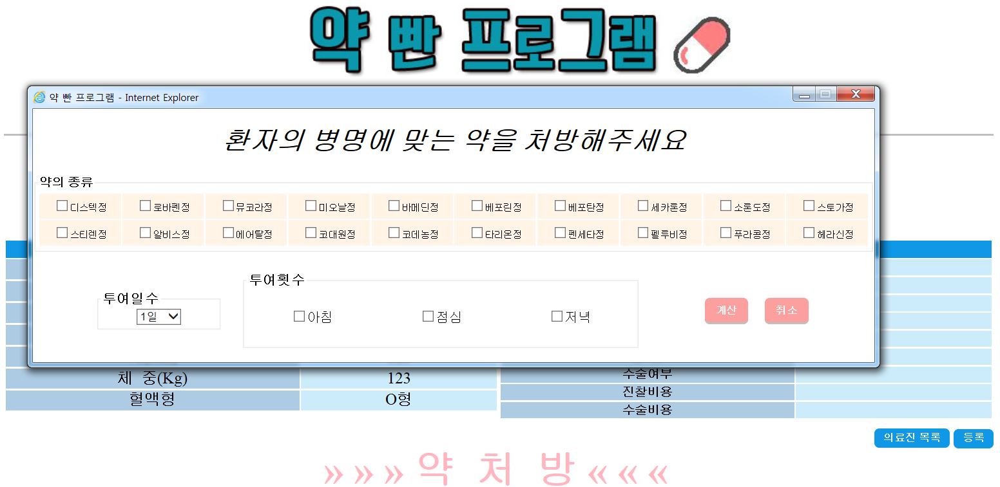 약 빤 프로그램
약 빤 프로그램 - Internet Explorer
환자의 병명에 맞는 약을 처방해주세요
약의 종류
디스텍정 로바펜정 뮤코라정 미오날정 바메딘정 베포린정 베포탄정 세카론정 소론도정 스토가정
스티렌정 알비스정 에어탈정 코대원정 코데농정 타리온정 펜세타정 펠루비정 푸라콩정 헤라신정
투여일수
1일
투여횟수
아침 점심 저녁
계산 취소
체 중(Kg) 123
혈액형 O형
수술여부
진찰비용
수술비용
의료진 목록 등록
»»»약 처 방«««